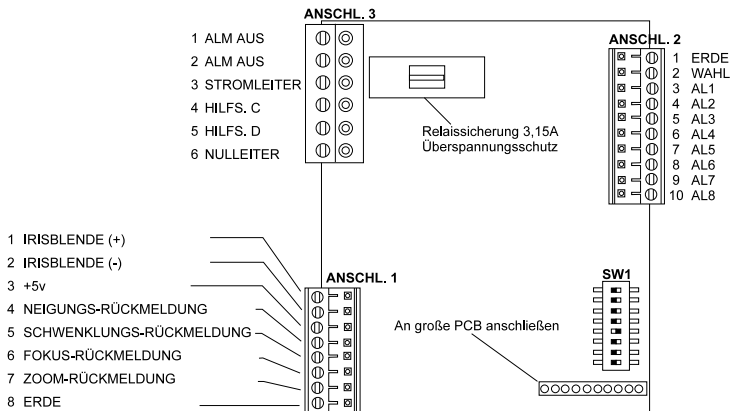 ANSCHL. 3
1 ALM AUS
2 ALM AUS
3 STROMLEITER
4 HILFS. C
5 HILFS. D
6 NULLEITER
Relaissicherung 3,15A
Überspannungsschutz
ANSCHL. 2
1 ERDE
2 WAHL
3 AL1
4 AL2
5 AL3
6 AL4
7 AL5
8 AL6
9 AL7
10 AL8
1 IRISBLENDE (+)
2 IRISBLENDE (-)
3 +5v
4 NEIGUNGS-RÜCKMELDUNG
5 SCHWENKLUNGS-RÜCKMELDUNG
6 FOKUS-RÜCKMELDUNG
7 ZOOM-RÜCKMELDUNG
8 ERDE
ANSCHL. 1
SW1
An große PCB anschließen